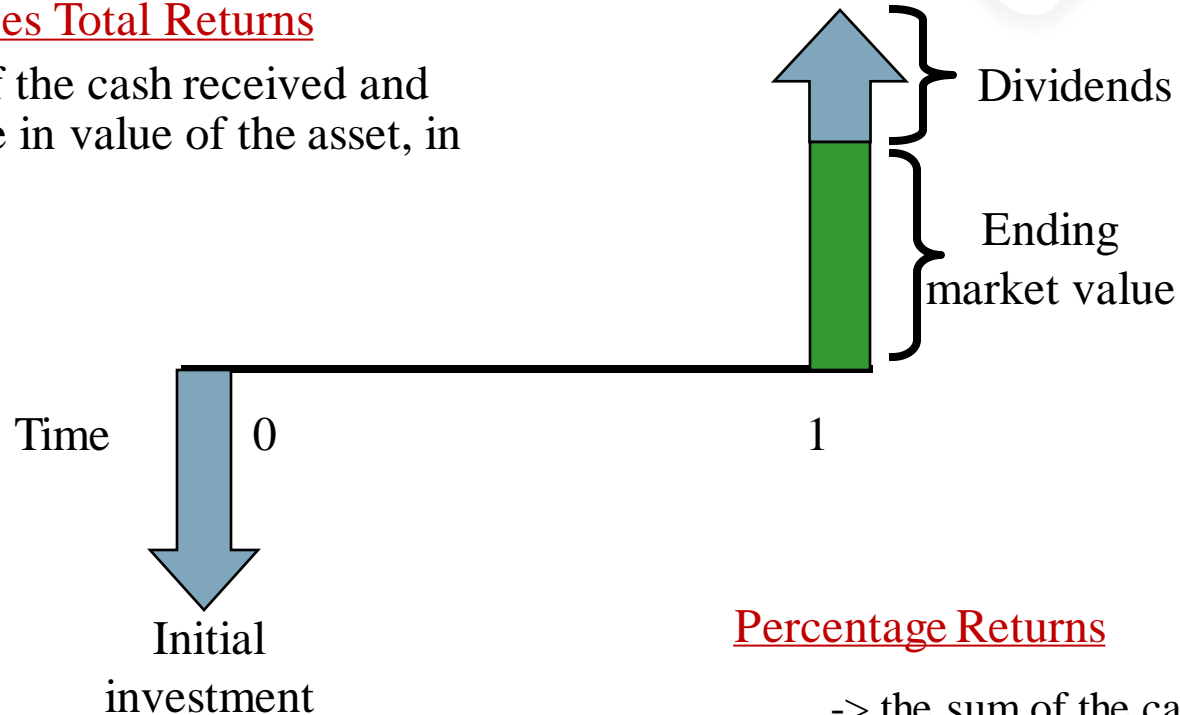 es Total Returns
the cash received and
in value of the asset, in
Dividends
Ending
market value
Time 0 1
Initial
investment
Percentage Returns
-> the sum of the ca